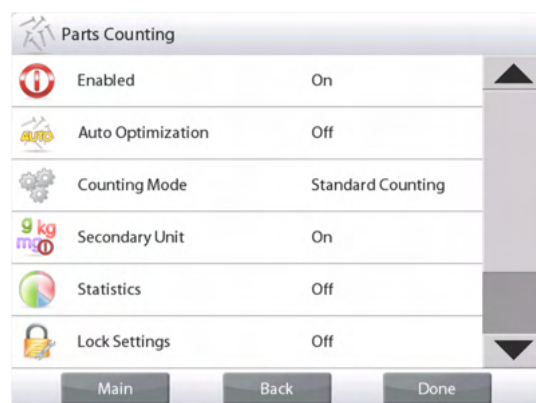 Parts Counting
Enabled On
AUTO Auto Optimization Off
Counting Mode Standard Counting
g kg mg Secondary Unit On
Statistics Off
Lock Settings Off
Main Back Done